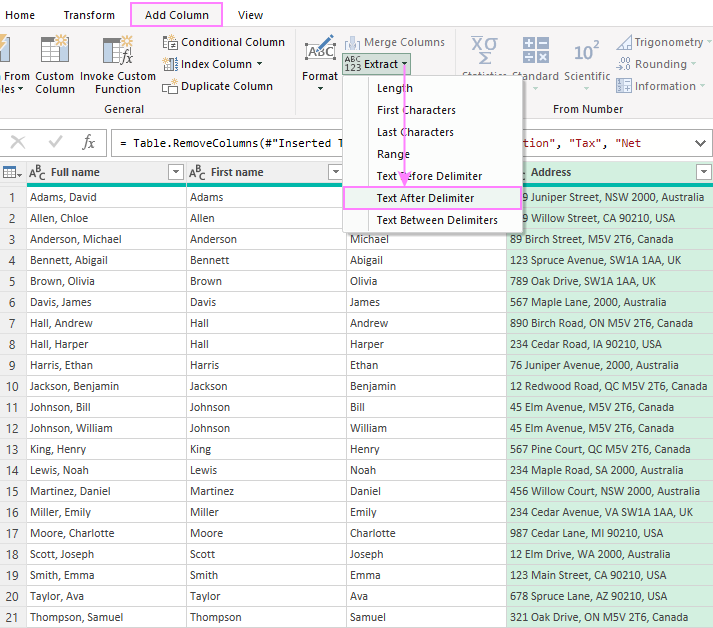 Home Transform Add Column View
From Custom Invoke Custom
les Column Function
Conditional Column
Index Column
Duplicate Column
General
ABC
Format
Merge Columns
ABC
123 Extract
Length
First Characters
Last Characters
Range
Text Before Delimiter
Text After Delimiter
Text Between Delimiters
XO
Σ
Statistics Standard Scientific
10²
Trigonometry
Rounding
Information
From Number
fx = Table.RemoveColumns(#"Inserted T tion", "Tax", "Net
ABC Full name ABC First name Address
1 Adams, David Adams 9 Juniper Street, NSW 2000, Australia
2 Allen, Chloe Allen 9 Willow Street, CA 90210, USA
3 Anderson, Michael Anderson Michael 89 Birch Street, M5V 2T6, Canada
4 Bennett, Abigail Bennett Abigail 123 Spruce Avenue, SW1A 1AA, UK
5 Brown, Olivia Brown Olivia 789 Oak Drive, SW1A 1AA, UK
6 Davis, James Davis James 567 Maple Lane, 2000, Australia
7 Hall, Andrew Hall Andrew 890 Birch Road, ON M5V 2T6, Canada
8 Hall, Harper Hall Harper 234 Cedar Road, IA 90210, USA
9 Harris, Ethan Harris Ethan 76 Juniper Avenue, 2000, Australia
10 Jackson, Benjamin Jackson Benjamin 12 Redwood Road, QC M5V 2T6, Canada
11 Johnson, Bill Johnson Bill 45 Elm Avenue, M5V 2T6, Canada
12 Johnson, William Johnson William 45 Elm Avenue, M5V 2T6, Canada
13 King, Henry King Henry 567 Pine Court, QC M5V 2T6, Canada
14 Lewis, Noah Lewis Noah 234 Maple Road, SA 2000, Australia
15 Martinez, Daniel Martinez Daniel 456 Willow Court, NSW 2000, Australia
16 Miller, Emily Miller Emily 234 Cedar Avenue, VA SW1A 1AA, UK
17 Moore, Charlotte Moore Charlotte 987 Cedar Lane, MI 90210, USA
18 Scott, Joseph Scott Joseph 12 Elm Drive, WA 2000, Australia
19 Smith, Emma Smith Emma 123 Main Street, CA 90210, USA
20 Taylor, Ava Taylor Ava 678 Spruce Lane, AZ 90210, USA
21 Thompson, Samuel Thompson Samuel 321 Oak Drive, ON M5V 2T6, Canada